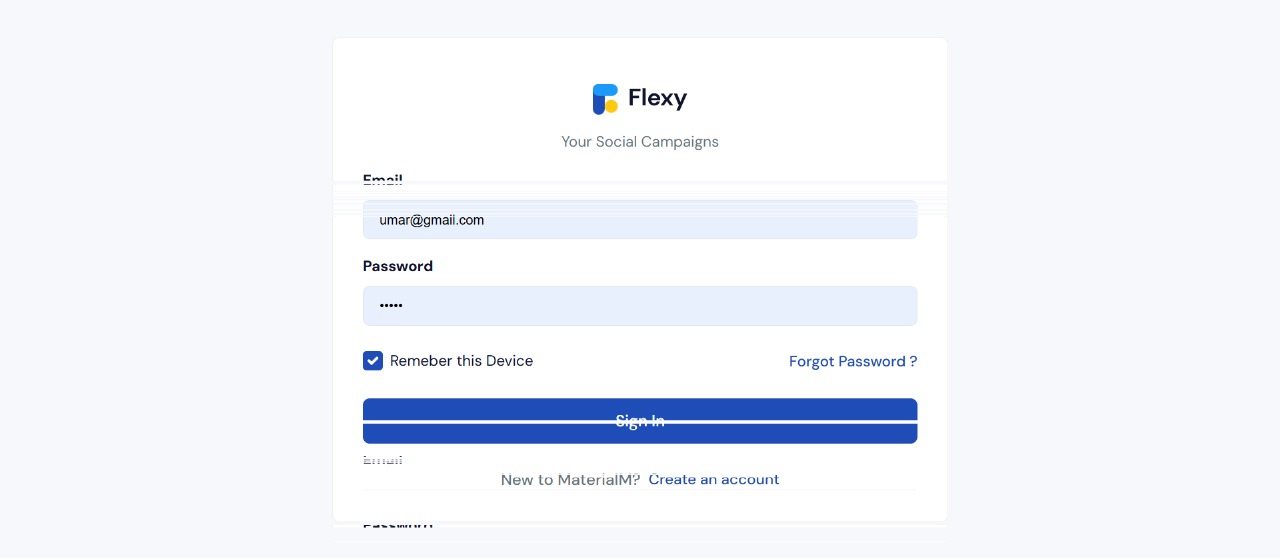 Flexy
Your Social Campaigns
Email
umar@gmail.com
Password
•••••
Remeber this Device
Forgot Password ?
Sign In
Email
New to MaterialM? Create an account
Password